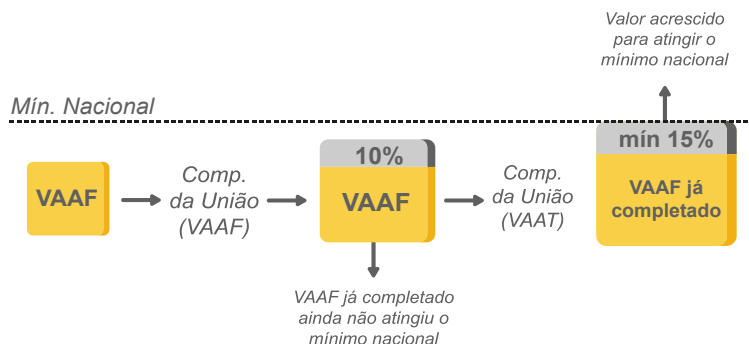 Valor acrescido
para atingir o
mínimo nacional
Mín. Nacional
VAAF
Comp.
da União
(VAAF)
10%
VAAF
Comp.
da União
(VAAT)
mín 15%
VAAF já
completado
VAAF já completado
ainda não atingiu o
mínimo nacional